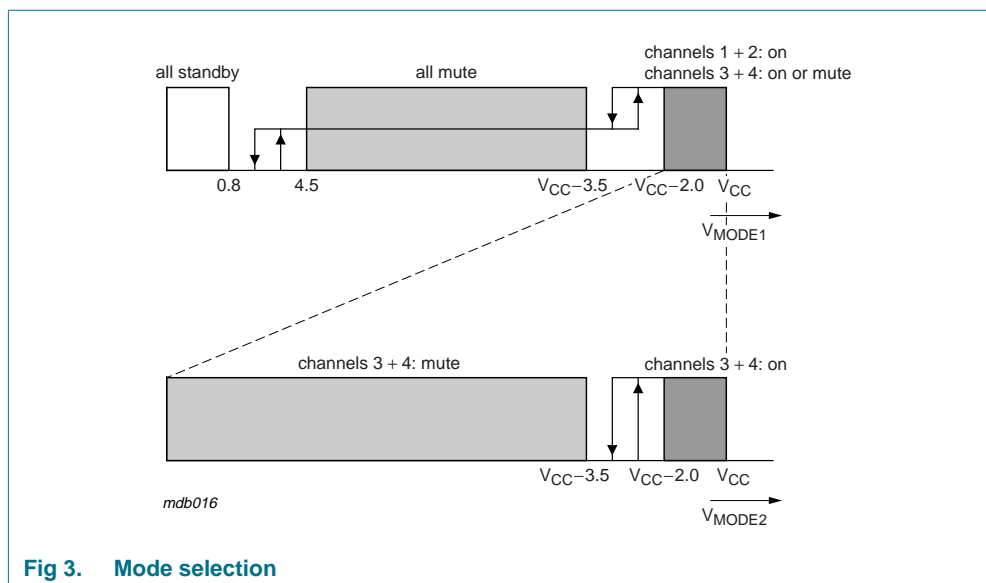 channels 1 + 2: on
all standby all mute channels 3 + 4: on or mute
0.8 4.5 VCC−3.5 VCC−2.0 VCC
VMODE1
channels 3 + 4: mute channels 3 + 4: on
VCC−3.5 VCC−2.0 VCC
mdb016
VMODE2
Fig 3. Mode selection